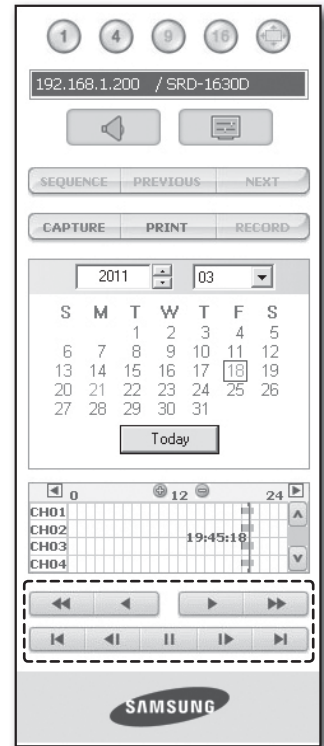 1 4 9 16
192.168.1.200 / SRD-1630D
SEQUENCE PREVIOUS NEXT
CAPTURE PRINT RECORD
2011 03
S M T W T F S
1 2 3 4 5
6 7 8 9 10 11 12
13 14 15 16 17 18 19
20 21 22 23 24 25 26
27 28 29 30 31
Today
0 12 24
CH01
CH02
19:45:18
CH03
CH04
SAMSUNG